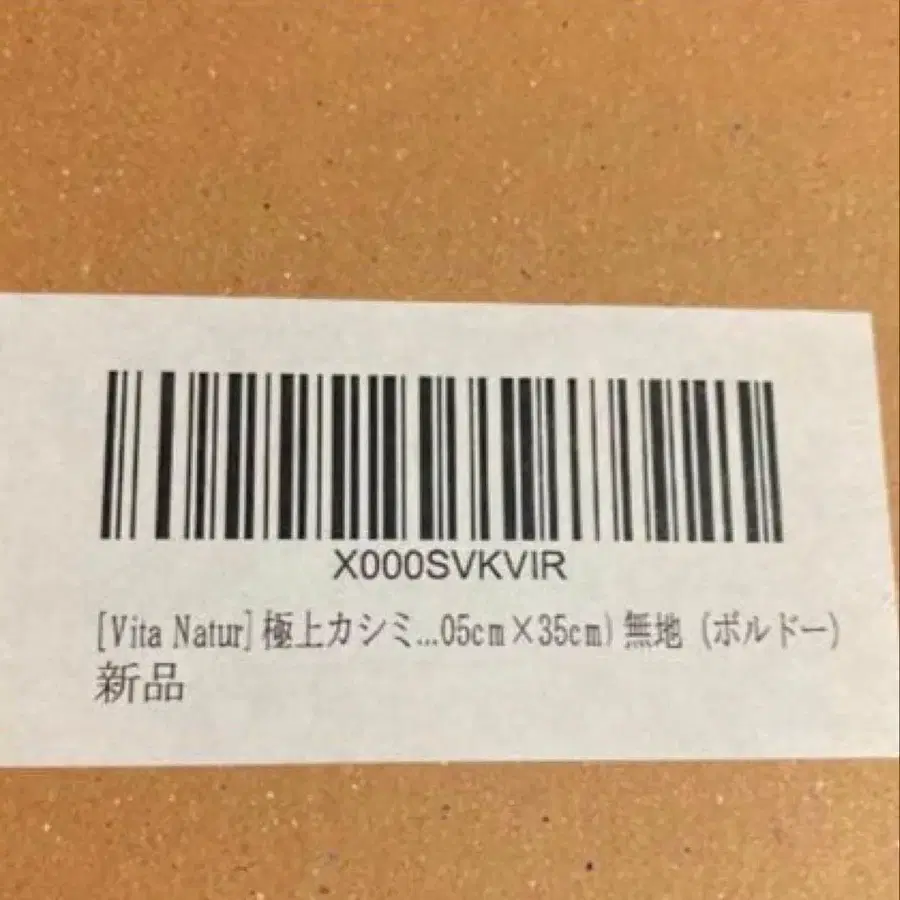 X000SVKVIR
[Vita Natur] 極上カシミ...05cm×35cm) 無地 (ボルドー)
新品